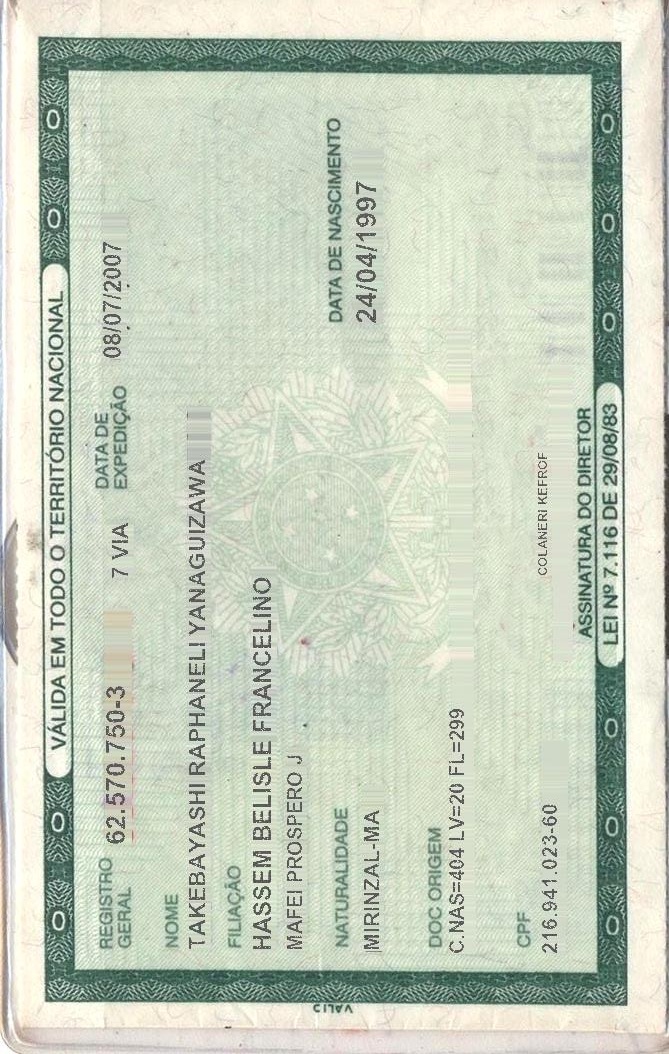 VÁLIDA EM TODO O TERRITÓRIO NACIONAL
REGISTRO GERAL 62.570.750-3 7 VIA DATA DE EXPEDIÇÃO 08/07/2007
NOME
TAKEBAYASHI RAPHANELI YANAGUIZAWA
FILIAÇÃO
HASSEM BELISLE FRANCELINO
MAFEI PROSPERO J
NATURALIDADE DATA DE NASCIMENTO
MIRINZAL-MA 24/04/1997
DOC ORIGEM
C.NAS=404 LV=20 FL=299
CPF
216.941.023-60 COLANERI KEFROF
ASSINATURA DO DIRETOR
LEI Nº 7.116 DE 29/08/83